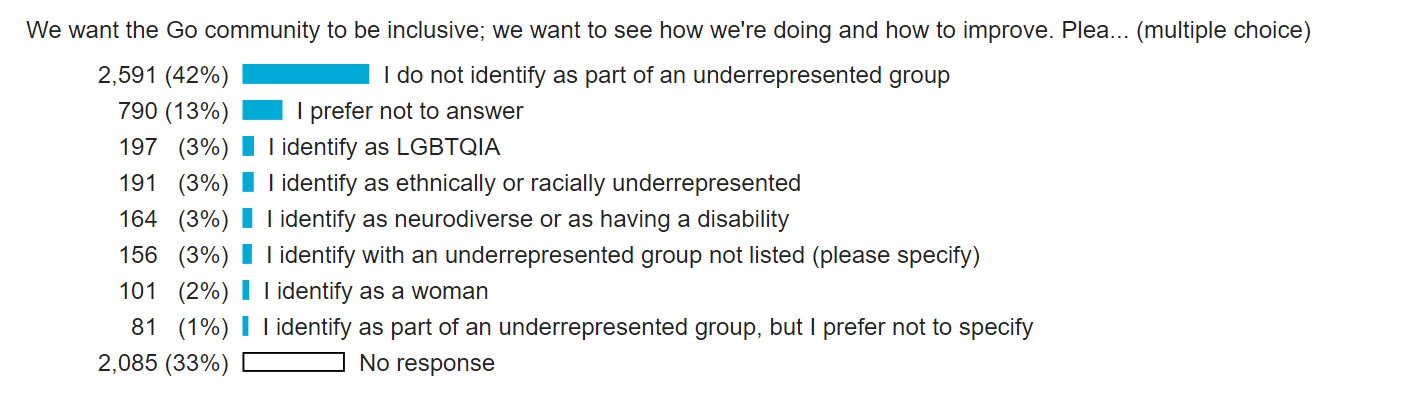 We want the Go community to be inclusive; we want to see how we're doing and how to improve. Plea... (multiple choice)
2,591 (42%) I do not identify as part of an underrepresented group
790 (13%) I prefer not to answer
197 (3%) I identify as LGBTQIA
191 (3%) I identify as ethnically or racially underrepresented
164 (3%) I identify as neurodiverse or as having a disability
156 (3%) I identify with an underrepresented group not listed (please specify)
101 (2%) I identify as a woman
81 (1%) I identify as part of an underrepresented group, but I prefer not to specify
2,085 (33%) No response